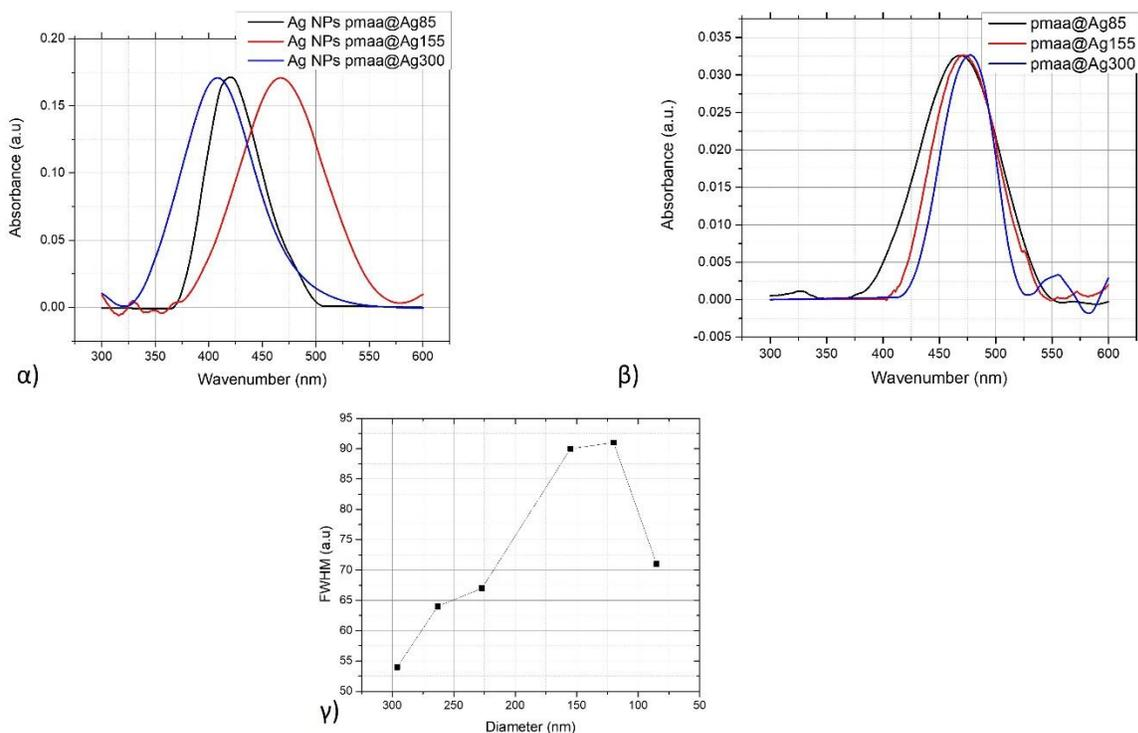 Ag NPs pmaa@Ag85
Ag NPs pmaa@Ag155
Ag NPs pmaa@Ag300
0.20
0.15
0.10
0.05
0.00
Absorbance (a.u)
300 350 400 450 500 550 600
Wavenumber (nm)
α)
pmaa@Ag85
pmaa@Ag155
pmaa@Ag300
0.035
0.030
0.025
0.020
0.015
0.010
0.005
0.000
-0.005
Absorbance (a.u.)
300 350 400 450 500 550 600
Wavenumber (nm)
β)
95
90
85
80
75
70
65
60
55
50
FWHM (a.u)
300 250 200 150 100 50
Diameter (nm)
γ)